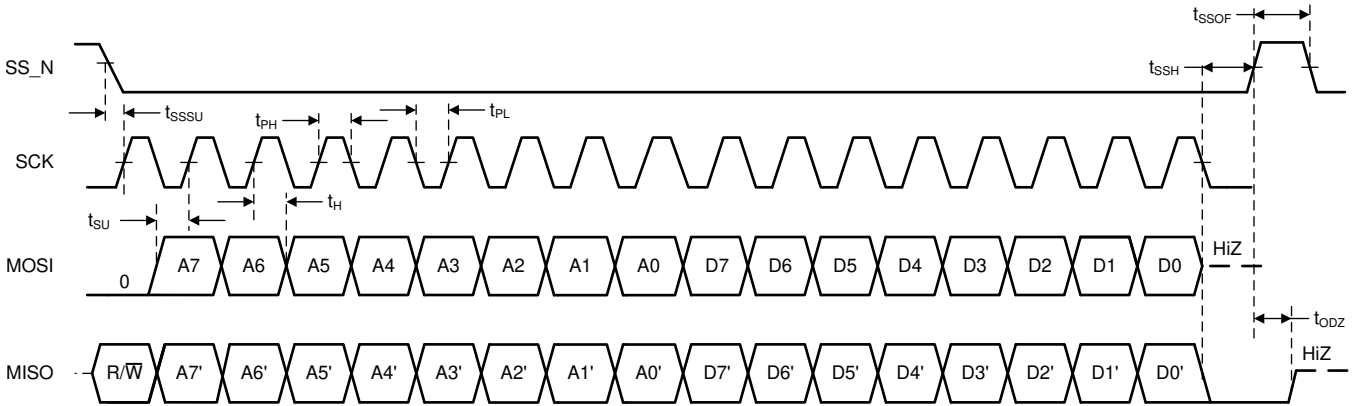 tSSOF
SS_N
tSSH
tSSSU
tPH
tPL
SCK
tSU
tH
MOSI 0 A7 A6 A5 A4 A3 A2 A1 A0 D7 D6 D5 D4 D3 D2 D1 D0 HiZ
tODZ
HiZ
MISO R/W̅ A7' A6' A5' A4' A3' A2' A1' A0' D7' D6' D5' D4' D3' D2' D1' D0'